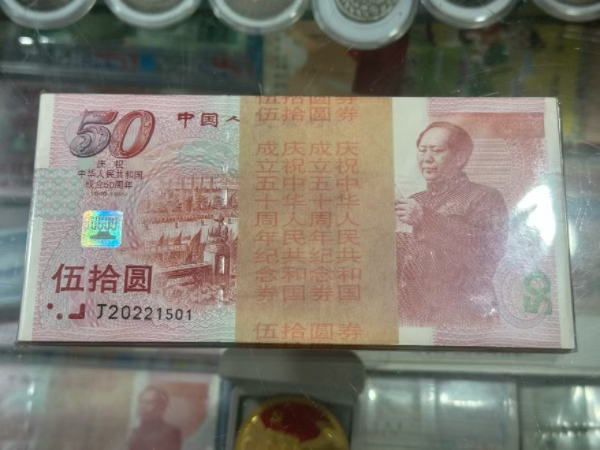 50
中国人
庆祝
中华人民共和国
成立50周年
伍拾圆
J20221501
伍拾圆券
伍拾圆券
庆祝中华人民共和国
成立五十周年纪念券
庆祝中华人民共和国
成立五十周年纪念券
伍拾圆券
50